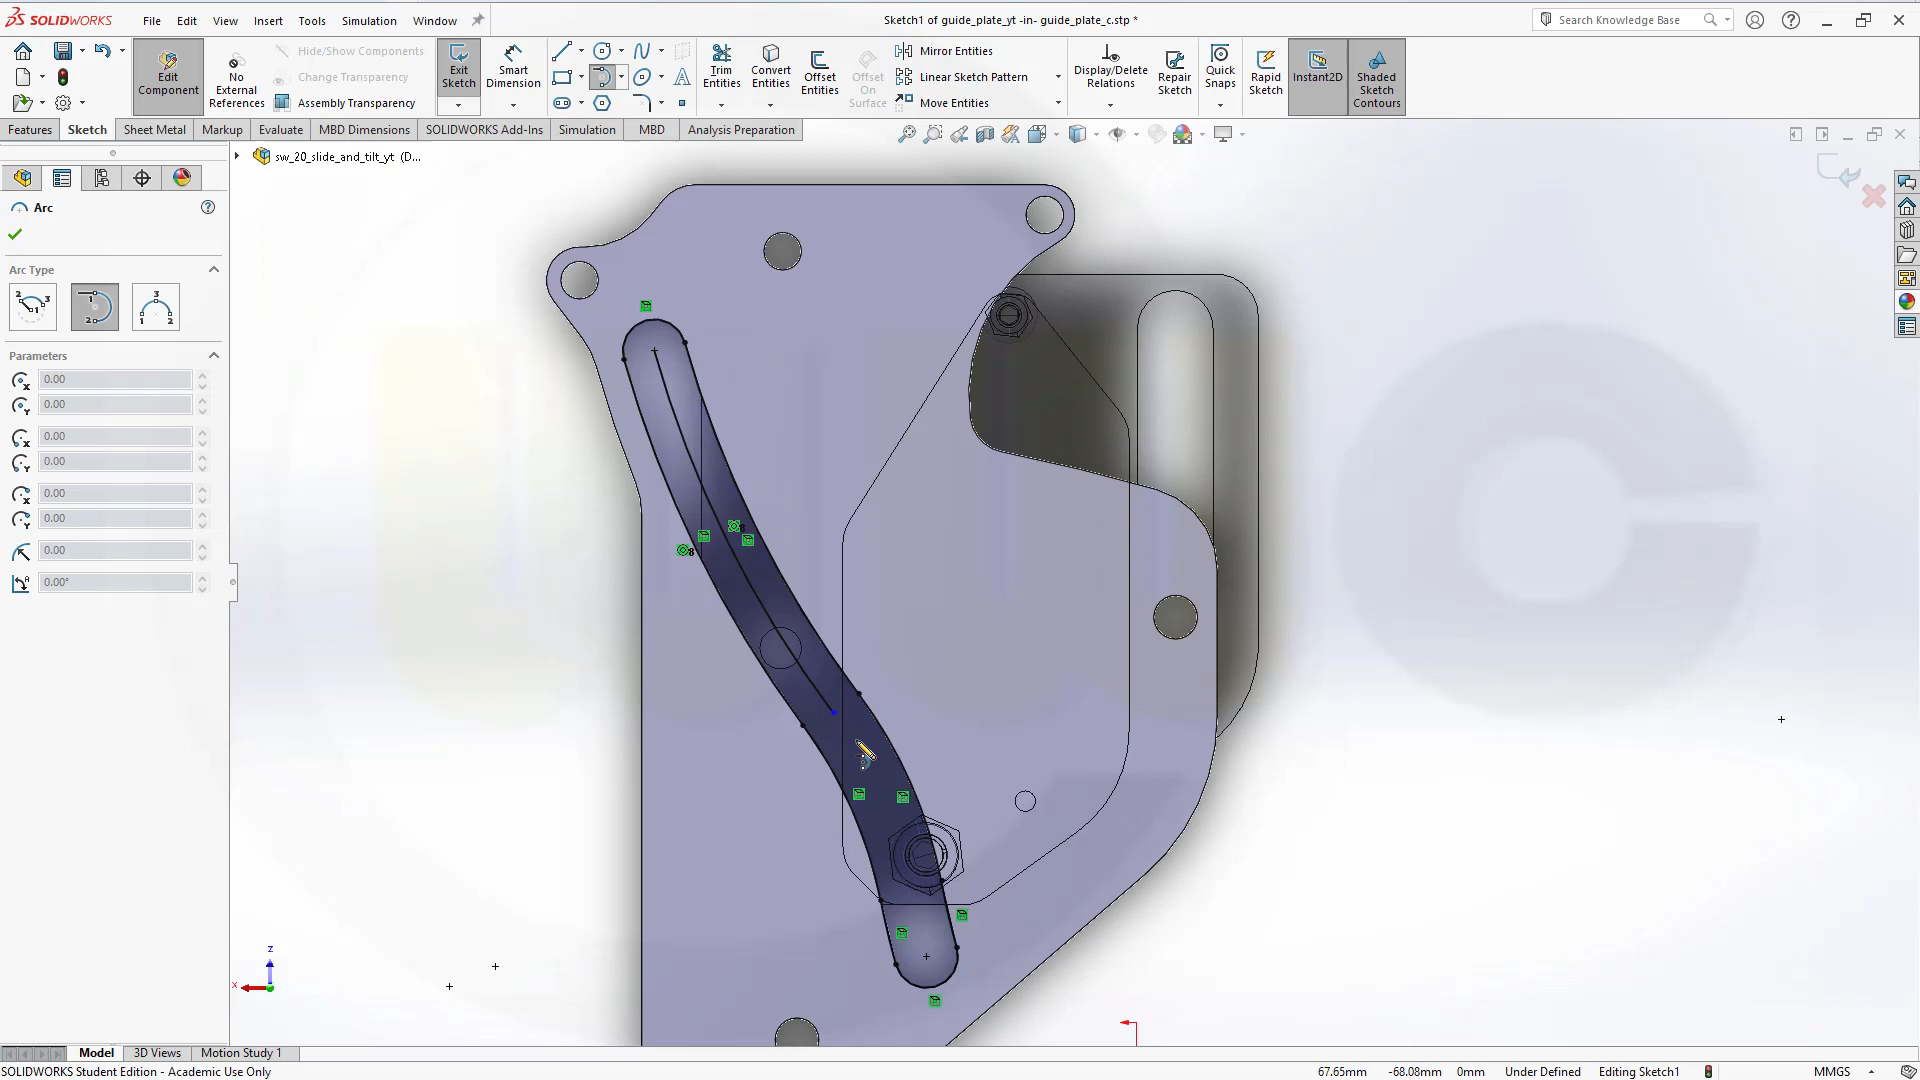 SOLIDWORKS
File
Edit
View
Insert
Tools
Simulation
Window
Sketch1 of guide_plate_yt -in- guide_plate_c.stp *
Search Knowledge Base
Edit
Component
No
External
References
Hide/Show Components
Change Transparency
Assembly Transparency
Exit
Sketch
Smart
Dimension
Trim
Entities
Convert
Entities
Offset
Entities
Offset
On
Surface
Mirror Entities
Linear Sketch Pattern
Move Entities
Display/Delete
Relations
Repair
Sketch
Quick
Snaps
Rapid
Sketch
Instant2D
Shaded
Sketch
Contours
Features
Sketch
Sheet Metal
Markup
Evaluate
MBD Dimensions
SOLIDWORKS Add-Ins
Simulation
MBD
Analysis Preparation
sw_20_slide_and_tilt_yt (D...
Arc
Arc Type
Parameters
0.00
0.00
0.00
0.00
0.00
0.00
0.00
0.00°
8
z
x
Model
3D Views
Motion Study 1
SOLIDWORKS Student Edition - Academic Use Only
67.65mm
-68.08mm
0mm
Under Defined
Editing Sketch1
MMGS